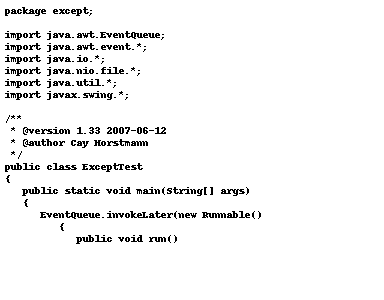 package except;
import java.awt.EventQueue;
import java.awt.event.*;
import java.io.*;
import java.nio.file.*;
import java.util.*;
import javax.swing.*;
/**
 * @version 1.33 2007-06-12
 * @author Cay Horstmann
 */
public class ExceptTest
{
   public static void main(String[] args)
   {
      EventQueue.invokeLater(new Runnable()
         {
            public void run()